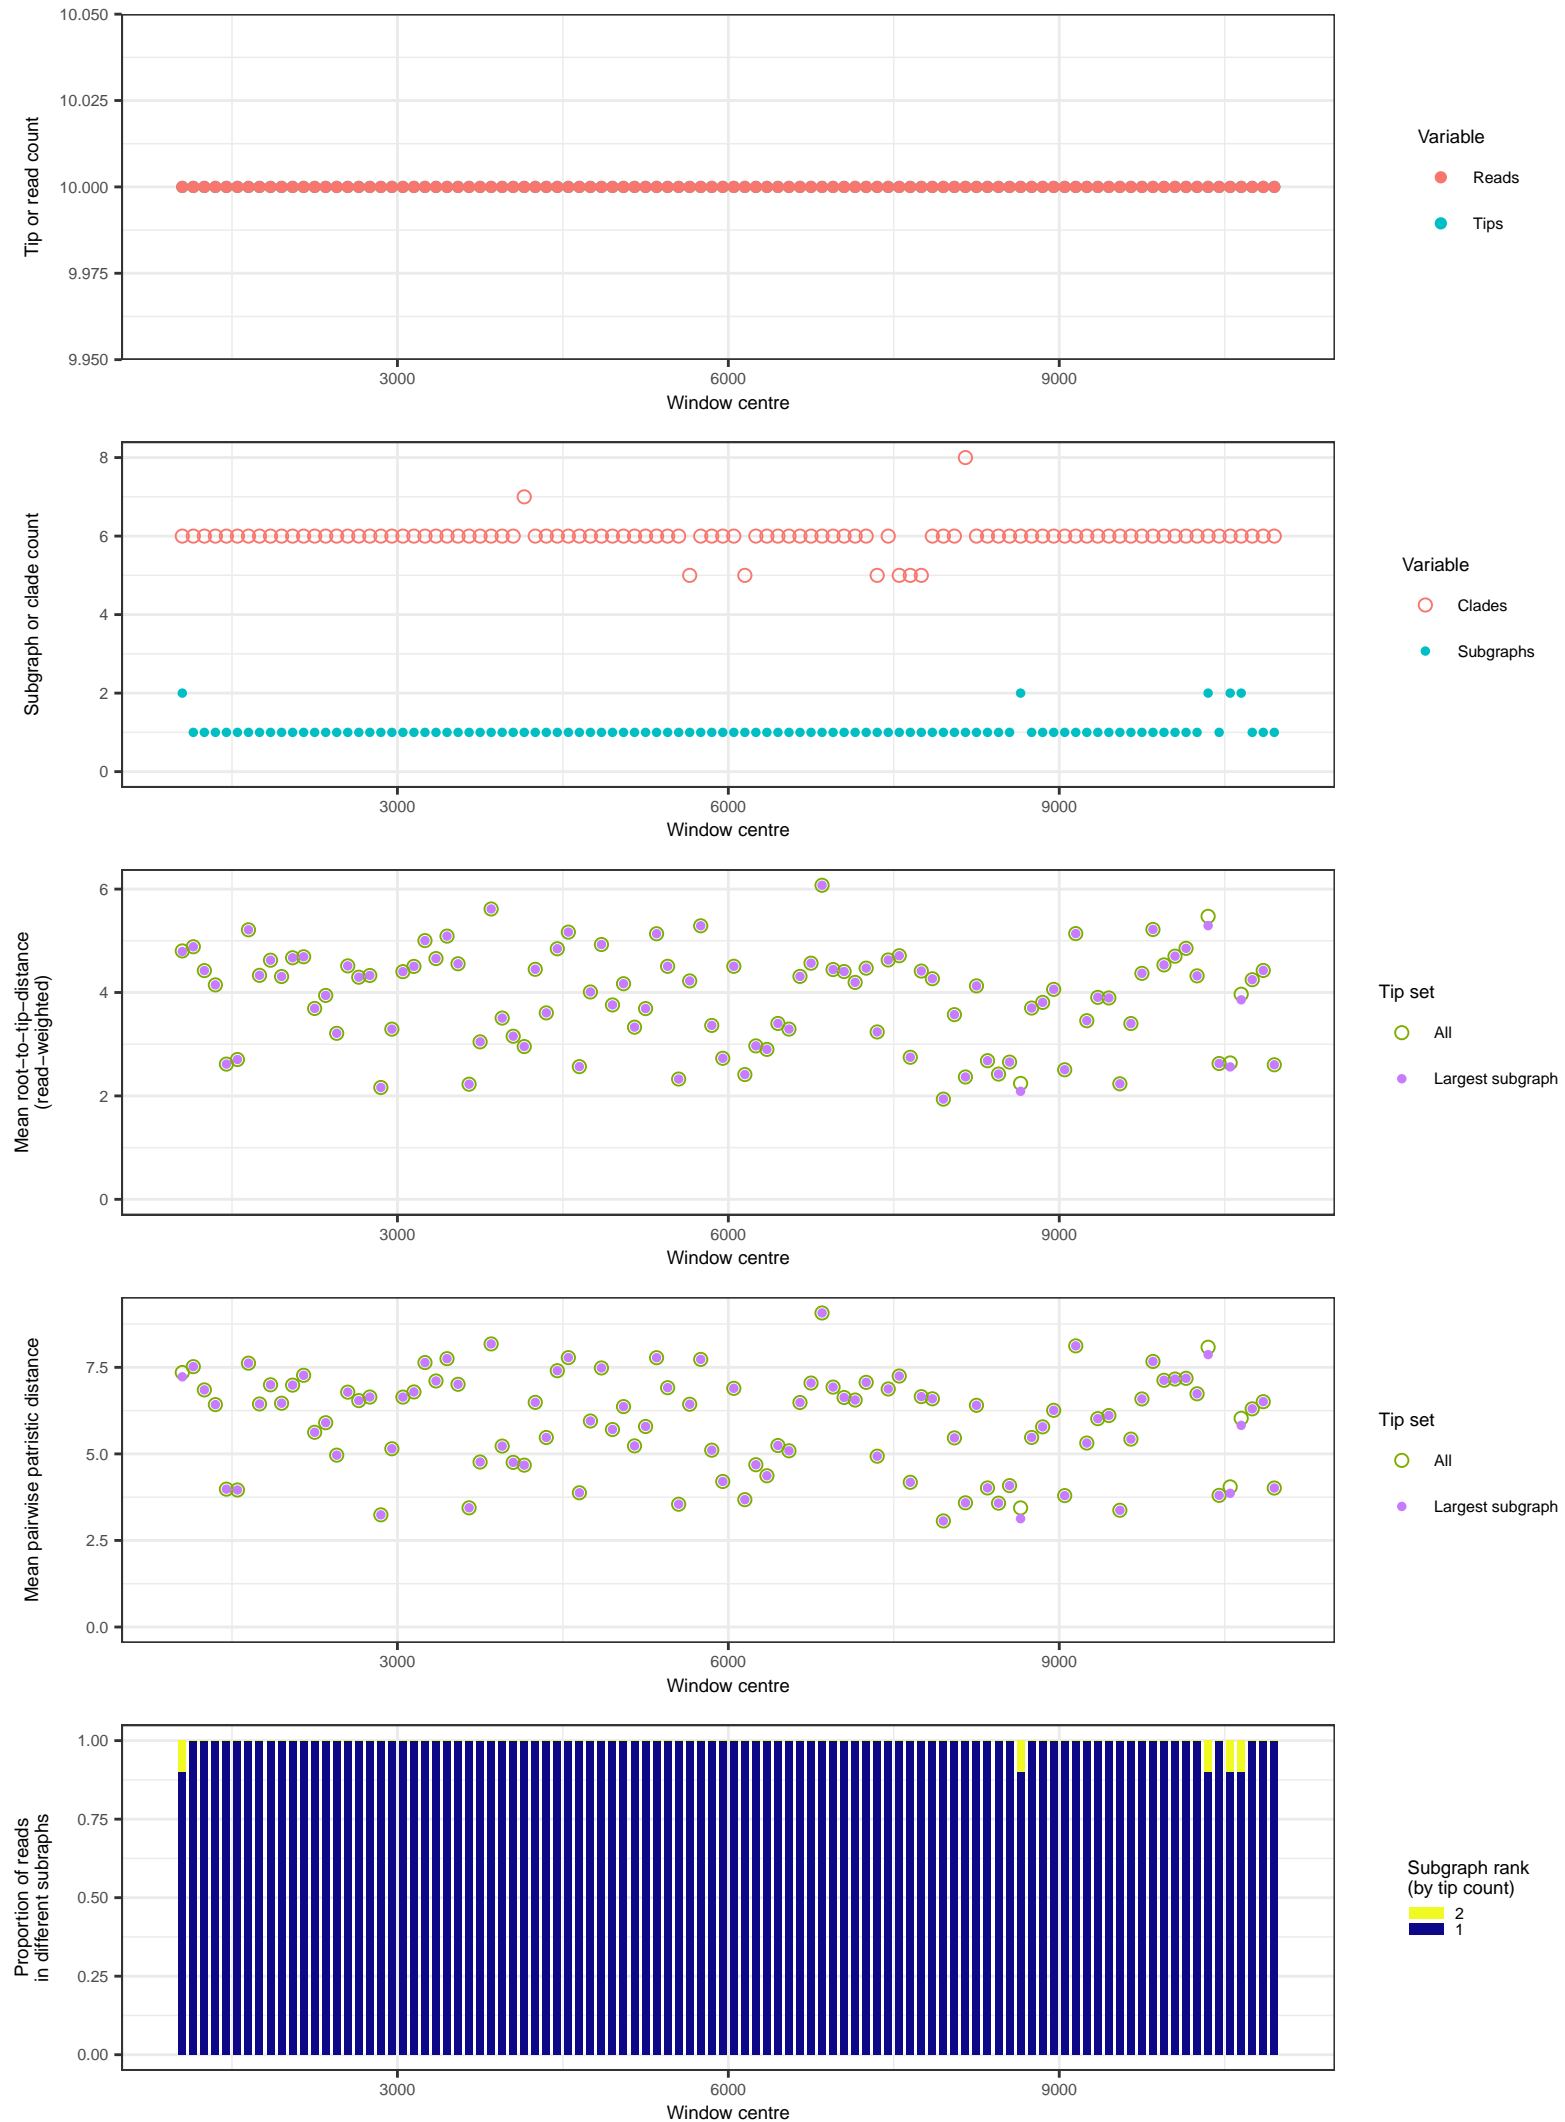 10.050
10.025
10.000
9.975
9.950
Tip or read count
3000
6000
9000
Window centre
Variable
Reads
Tips
8
6
4
2
0
Subgraph or clade count
3000
6000
9000
Window centre
Variable
Clades
Subgraphs
6
4
2
0
Mean root−to−tip−distance
(read−weighted)
3000
6000
9000
Window centre
Tip set
All
Largest subgraph
7.5
5.0
2.5
0.0
Mean pairwise patristic distance
3000
6000
9000
Window centre
Tip set
All
Largest subgraph
1.00
0.75
0.50
0.25
0.00
Proportion of reads
in different subraphs
3000
6000
9000
Window centre
Subgraph rank
(by tip count)
2
1